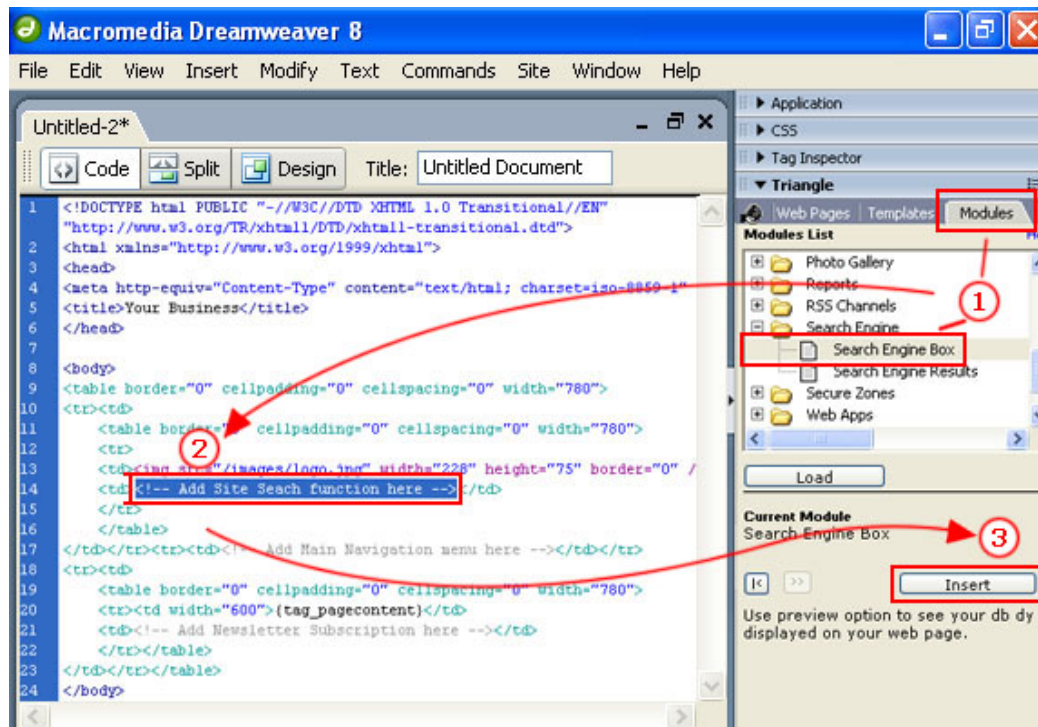 Macromedia Dreamweaver 8
File Edit View Insert Modify Text Commands Site Window Help
Untitled-2*
Code Split Design Title: Untitled Document
1 <!DOCTYPE html PUBLIC "-//W3C//DTD XHTML 1.0 Transitional//EN"
"http://www.w3.org/TR/xhtml1/DTD/xhtml1-transitional.dtd">
2 <html xmlns="http://www.w3.org/1999/xhtml">
3 <head>
4 <meta http-equiv="Content-Type" content="text/html; charset=iso-8859-1"
5 <title>Your Business</title>
6 </head>
7
8 <body>
9 <table border="0" cellpadding="0" cellspacing="0" width="780">
10 <tr><td>
11 <table border= cellpadding="0" cellspacing="0" width="780">
12 <tr>
13 <td><img src="/images/logo.jpg" width="228" height="75" border="0" /
14 <td><!-- Add Site Seach function here --></td>
15 </tr>
16 </table>
17 </td></tr><tr><td><!-- Add Main Navigation menu here --></td></tr>
18 <tr><td>
19 <table border="0" cellpadding="0" cellspacing="0" width="780">
20 <tr><td width="600">{tag_pagecontent}</td>
21 <td><!-- Add Newsletter Subscription here --></td>
22 </tr></table>
23 </td></tr></table>
24 </body>
2
Application
CSS
Tag Inspector
Triangle
Web Pages Templates Modules
Modules List
Photo Gallery
Reports
RSS Channels
1
Search Engine
Search Engine Box
Search Engine Results
Secure Zones
Web Apps
Load
Current Module
Search Engine Box
3
Insert
Use preview option to see your db dy
displayed on your web page.